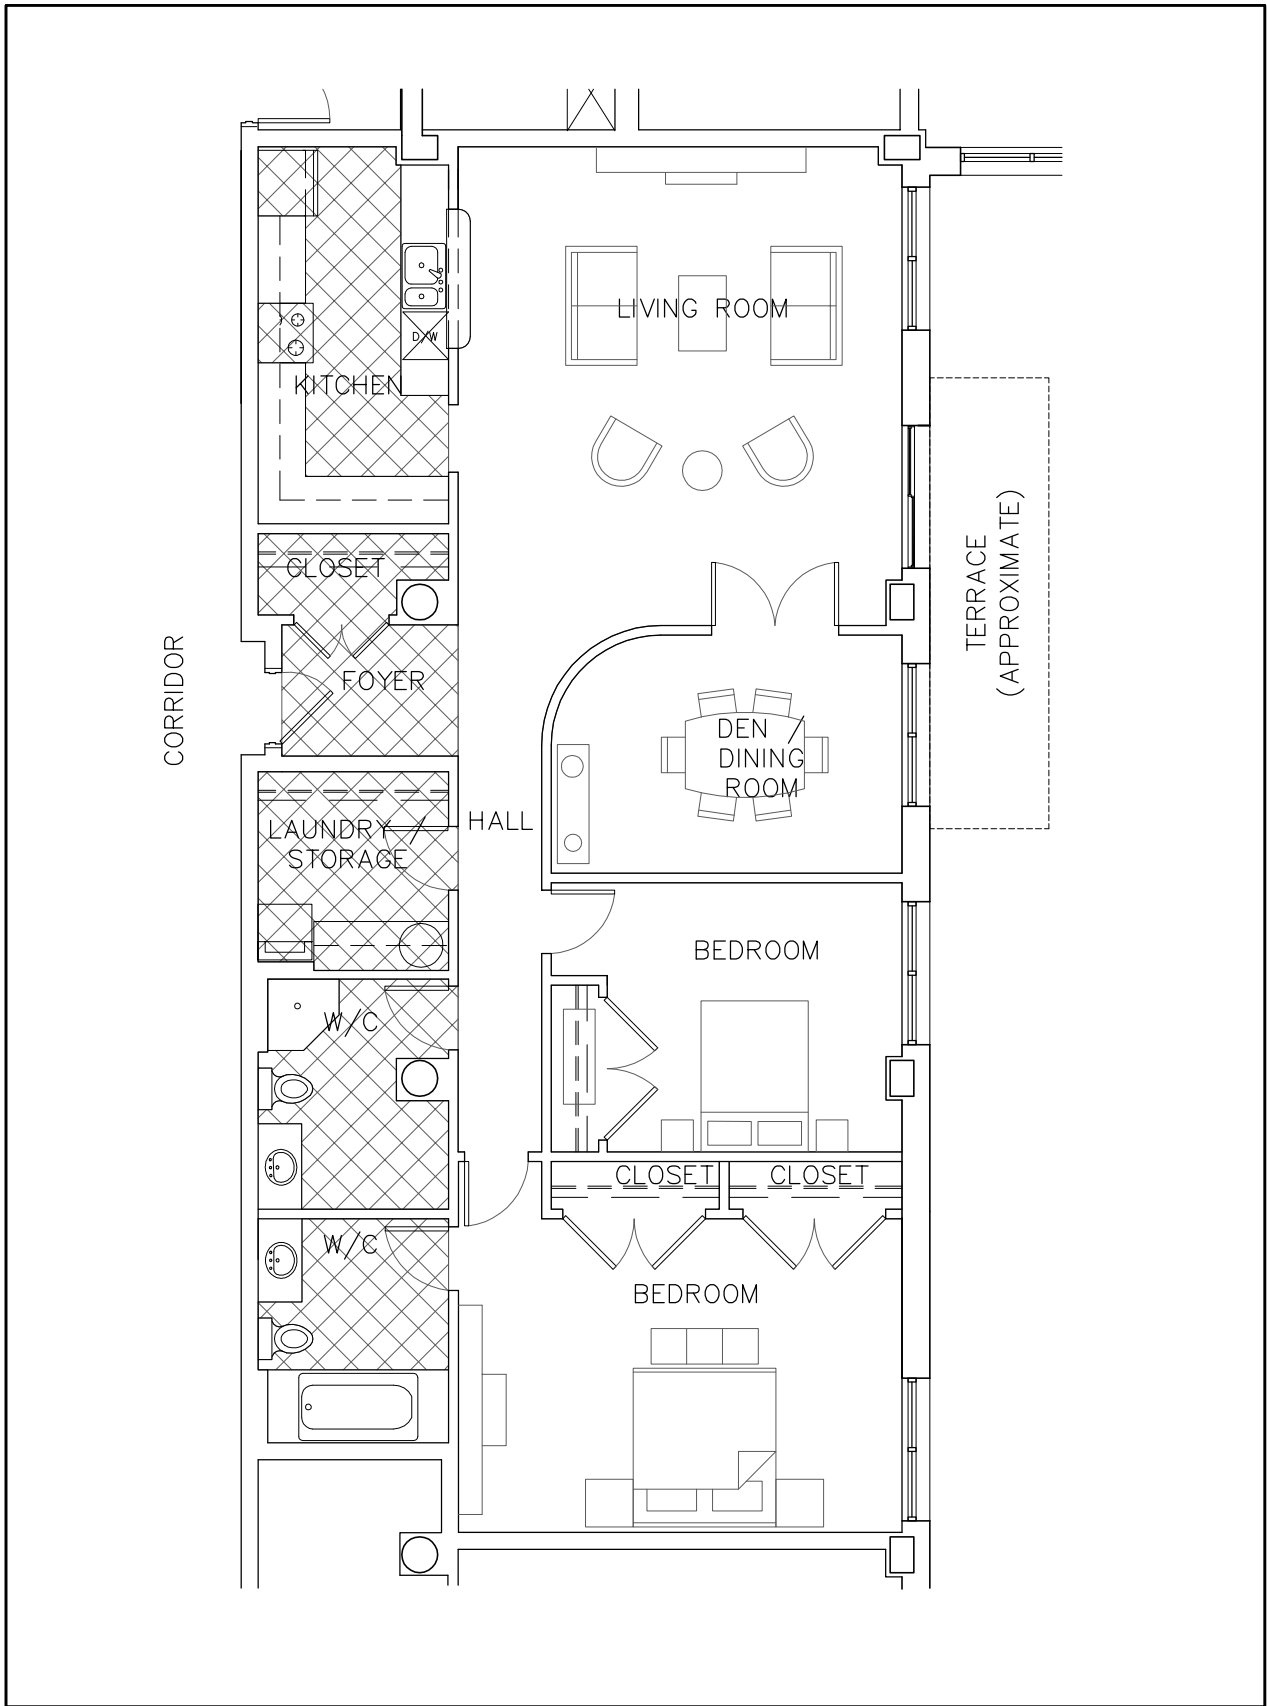 LIVING ROOM
D/W
KITCHEN
CLOSET
TERRACE
(APPROXIMATE)
CORRIDOR
FOYER
DEN /
DINING
ROOM
HALL
LAUNDRY /
STORAGE
BEDROOM
W/C
CLOSET
CLOSET
W/C
BEDROOM